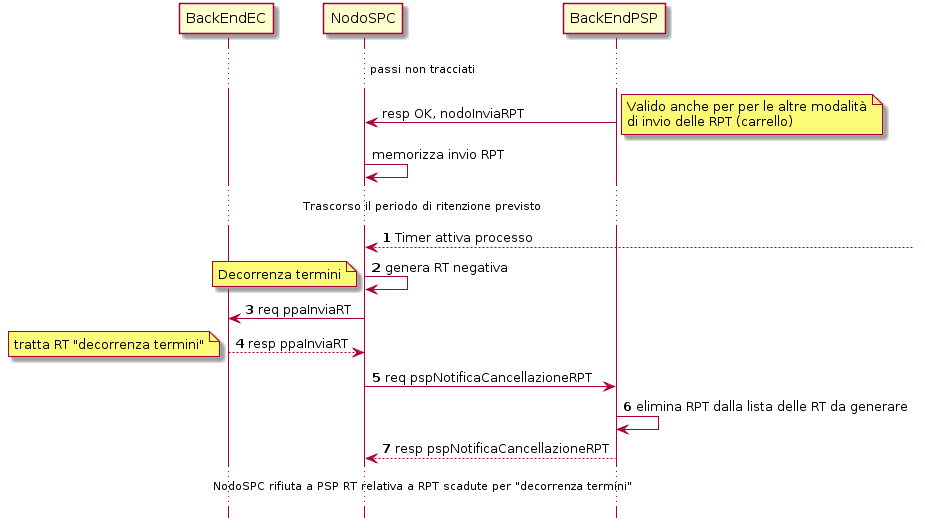 BackEndEC
NodoSPC
BackEndPSP
passi non tracciati
resp OK, nodoInviaRPT
Valido anche per per le altre modalità
di invio delle RPT (carrello)
memorizza invio RPT
Trascorso il periodo di ritenzione previsto
1 Timer attiva processo
Decorrenza termini
2 genera RT negativa
3 req ppaInviaRT
tratta RT "decorrenza termini"
4 resp ppaInviaRT
5 req pspNotificaCancellazioneRPT
6 elimina RPT dalla lista delle RT da generare
7 resp pspNotificaCancellazioneRPT
NodoSPC rifiuta a PSP RT relativa a RPT scadute per "decorrenza termini"